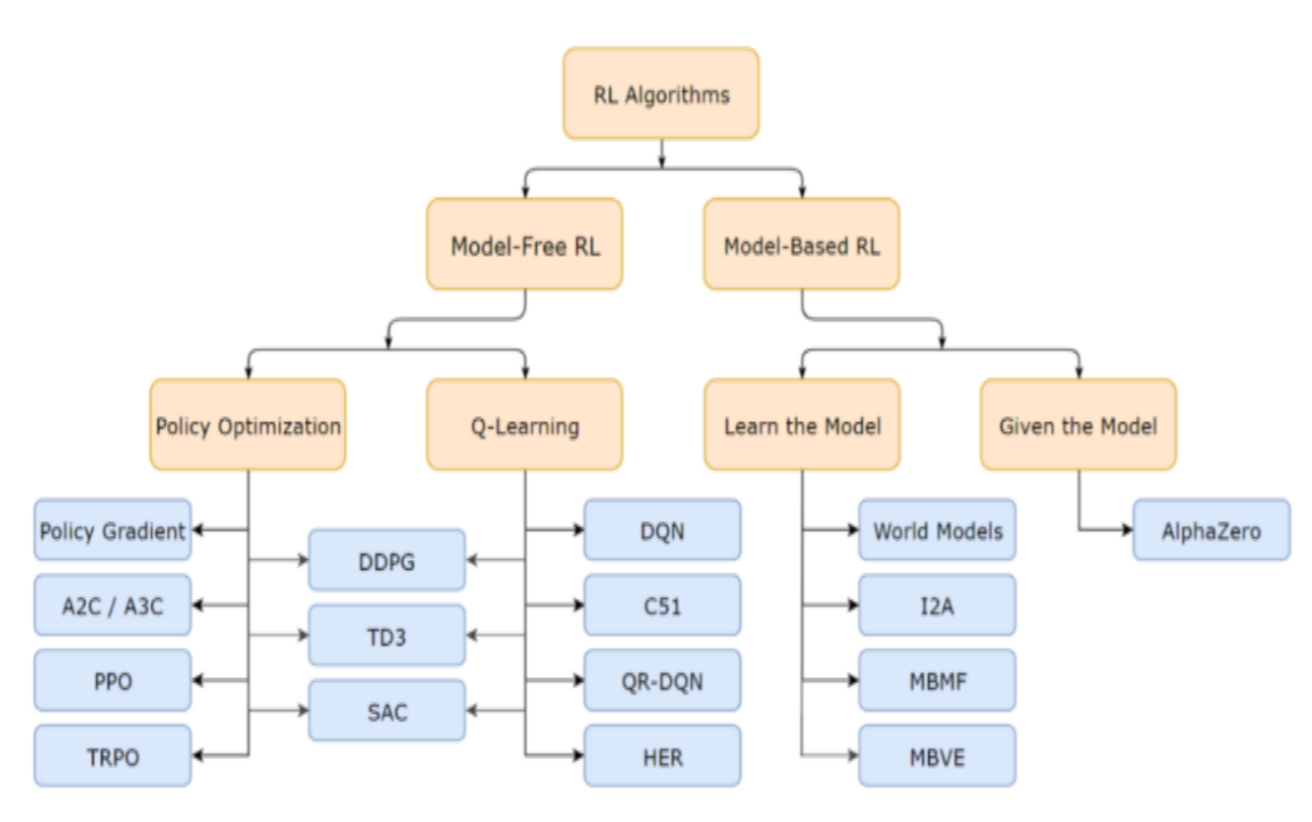 RL Algorithms
Model-Free RL
Model-Based RL
Policy Optimization
Q-Learning
Learn the Model
Given the Model
Policy Gradient
DDPG
DQN
World Models
AlphaZero
A2C / A3C
TD3
C51
I2A
PPO
SAC
QR-DQN
MBMF
TRPO
HER
MBVE